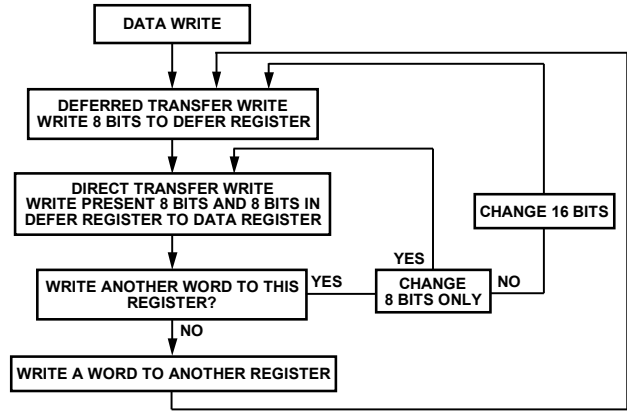 DATA WRITE
DEFERRED TRANSFER WRITE
WRITE 8 BITS TO DEFER REGISTER
DIRECT TRANSFER WRITE
WRITE PRESENT 8 BITS AND 8 BITS IN
DEFER REGISTER TO DATA REGISTER
CHANGE 16 BITS
WRITE ANOTHER WORD TO THIS
REGISTER?
YES
YES
CHANGE
8 BITS ONLY
NO
NO
WRITE A WORD TO ANOTHER REGISTER